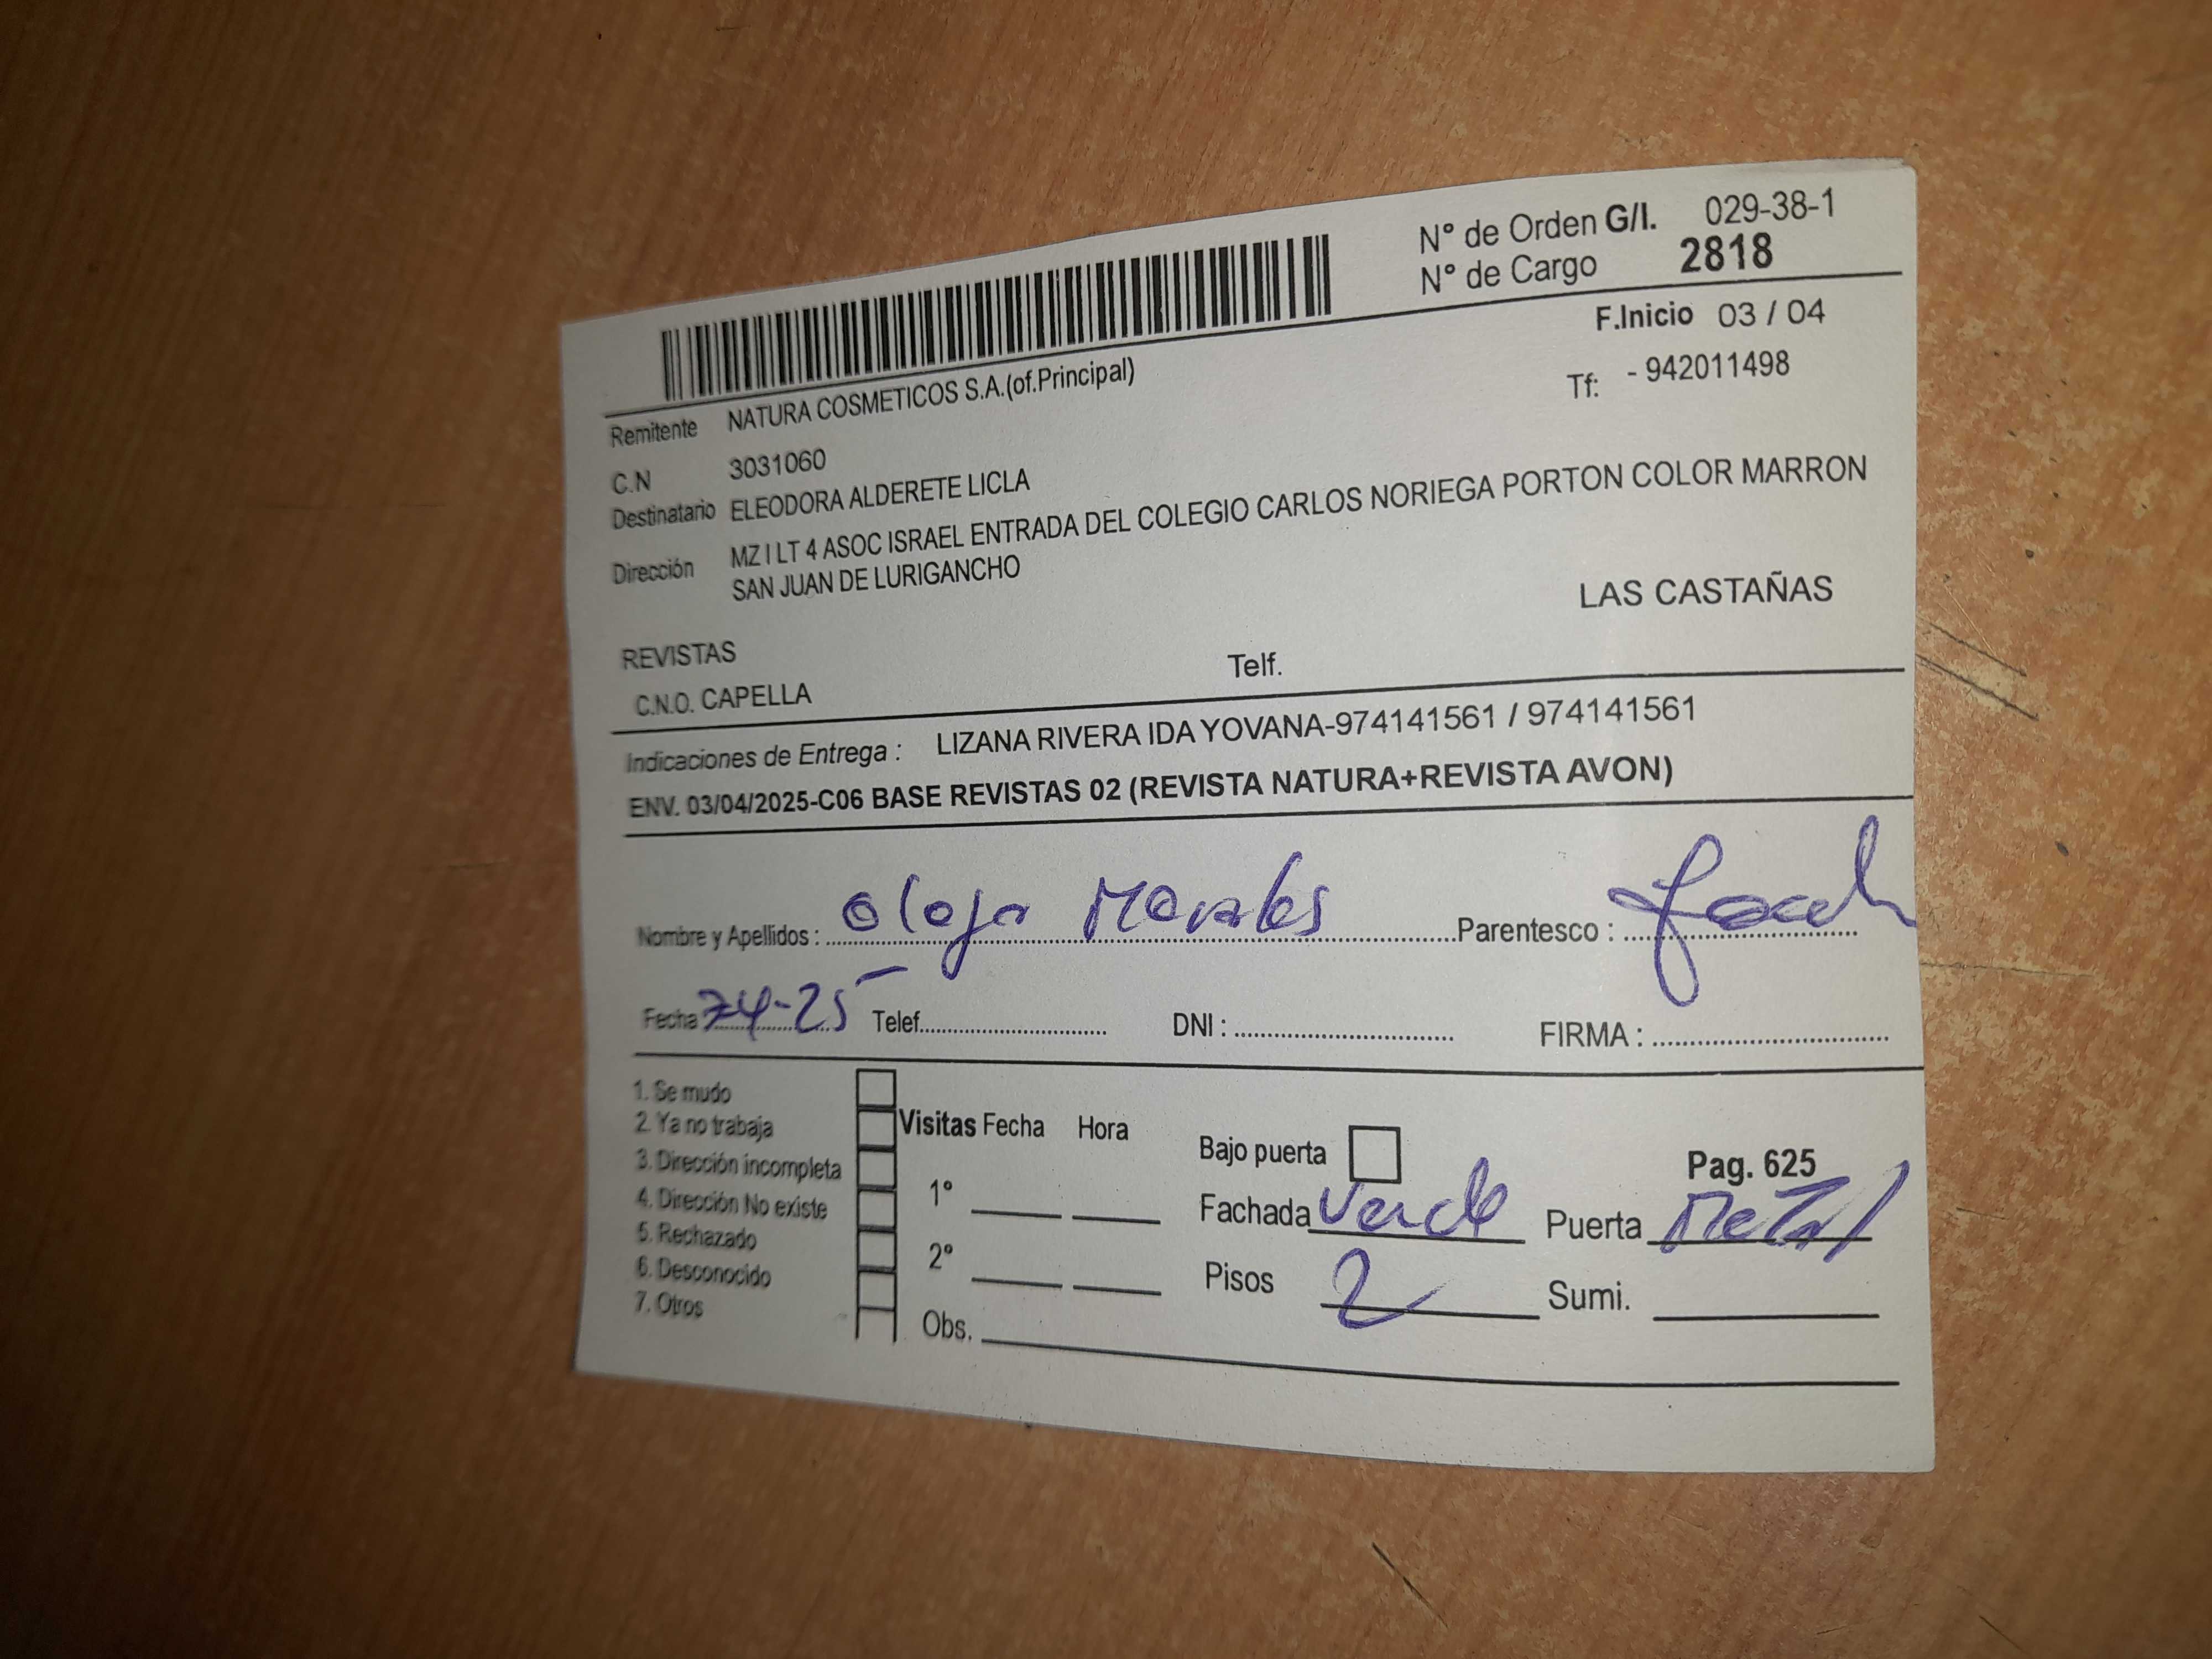 N° de Orden G/I. 029-38-1
N° de Cargo 2818
F.Inicio 03 / 04
Remitente NATURA COSMETICOS S.A.(of.Principal)
Tf: - 942011498
C.N 3031060
Destinatario ELEODORA ALDERETE LICLA
Dirección MZ I LT 4 ASOC ISRAEL ENTRADA DEL COLEGIO CARLOS NORIEGA PORTON COLOR MARRON
SAN JUAN DE LURIGANCHO
LAS CASTAÑAS
REVISTAS
C.N.O. CAPELLA Telf.
Indicaciones de Entrega : LIZANA RIVERA IDA YOVANA-974141561 / 974141561
ENV. 03/04/2025-C06 BASE REVISTAS 02 (REVISTA NATURA+REVISTA AVON)
Nombre y Apellidos : Morales Parentesco :
Fecha 7-4-25 Telef. DNI : FIRMA :
1. Se mudo
2. Ya no trabaja
3. Dirección incompleta
4. Dirección No existe
5. Rechazado
6. Desconocido
7. Otros
Visitas Fecha Hora
1°
2°
Obs.
Bajo puerta Pag. 625
Fachada Verde Puerta Metal
Pisos 2 Sumi.